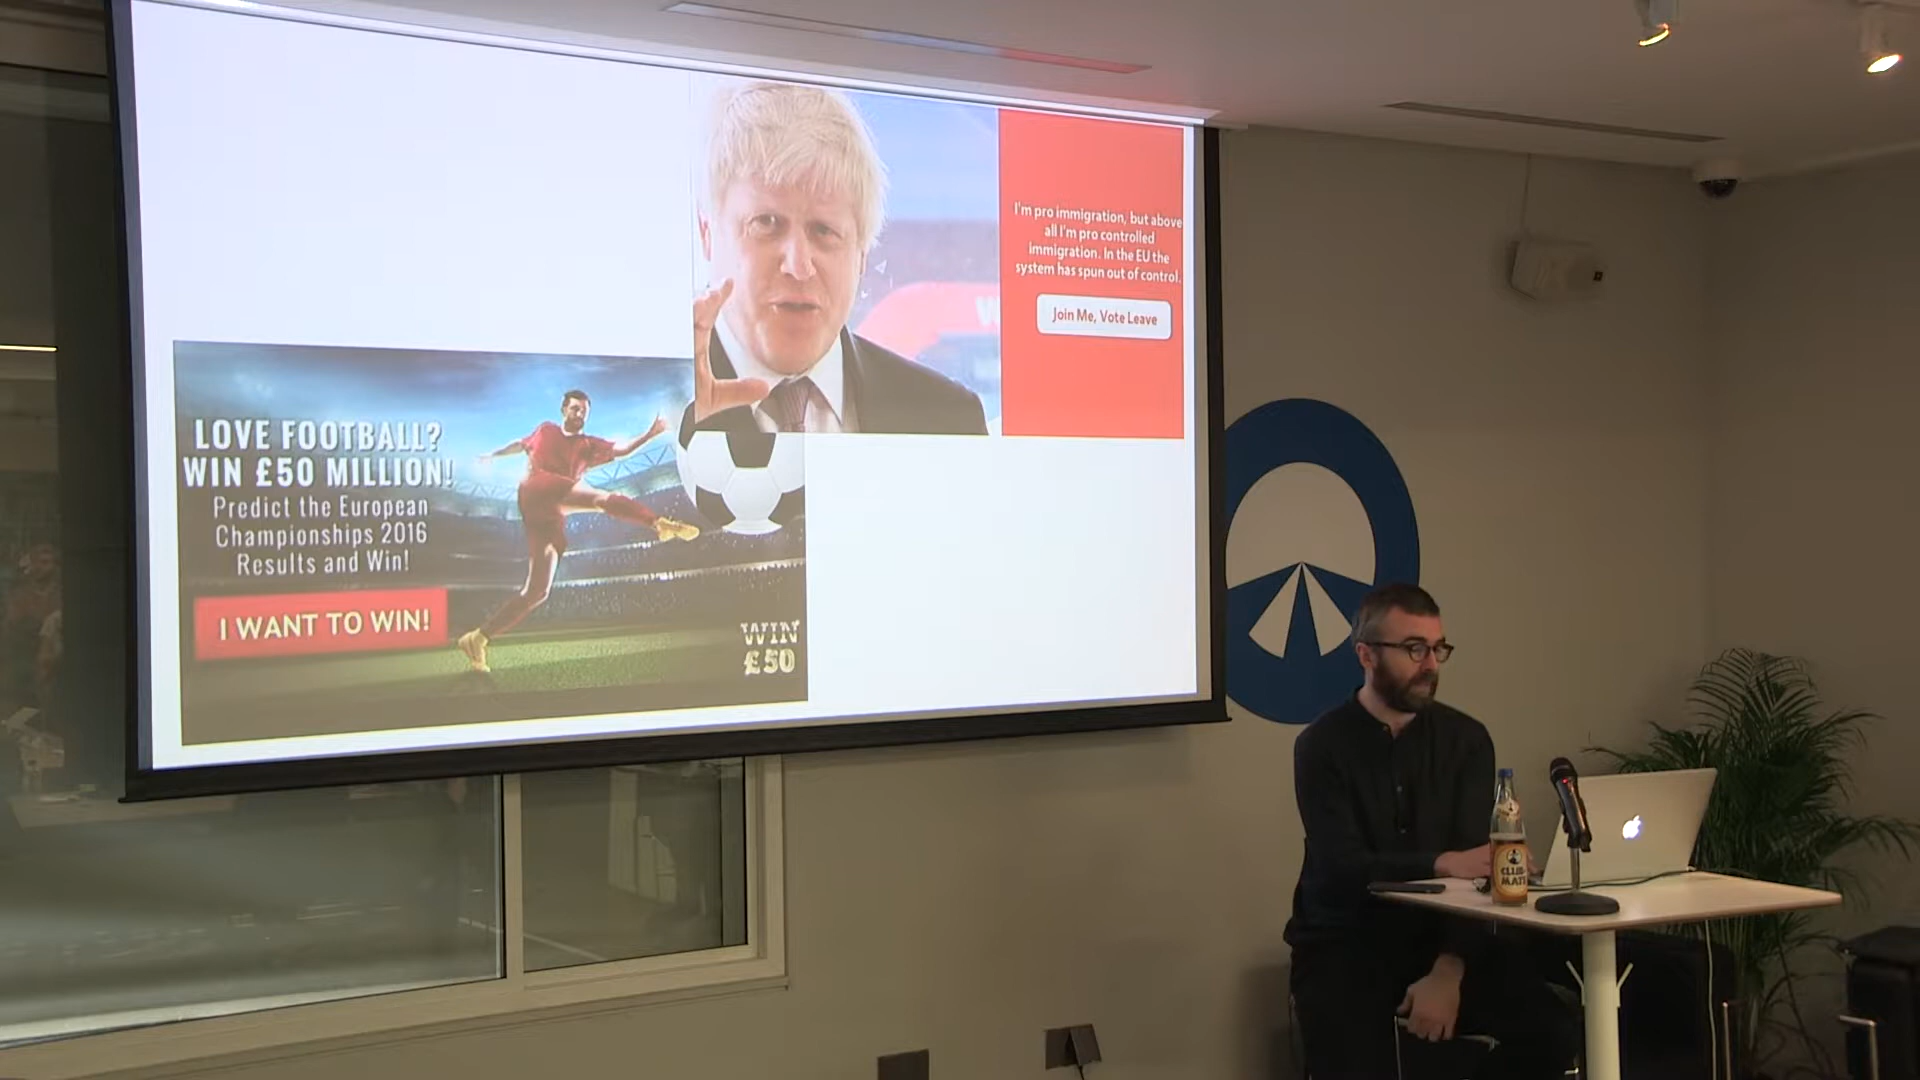 I'm pro immigration, but above
all I'm pro controlled
immigration. In the EU the
system has spun out of control.
Join Me, Vote Leave
LOVE FOOTBALL?
WIN £50 MILLION!
Predict the European
Championships 2016
Results and Win!
I WANT TO WIN!
WIN
£50
CLUB-
MATE